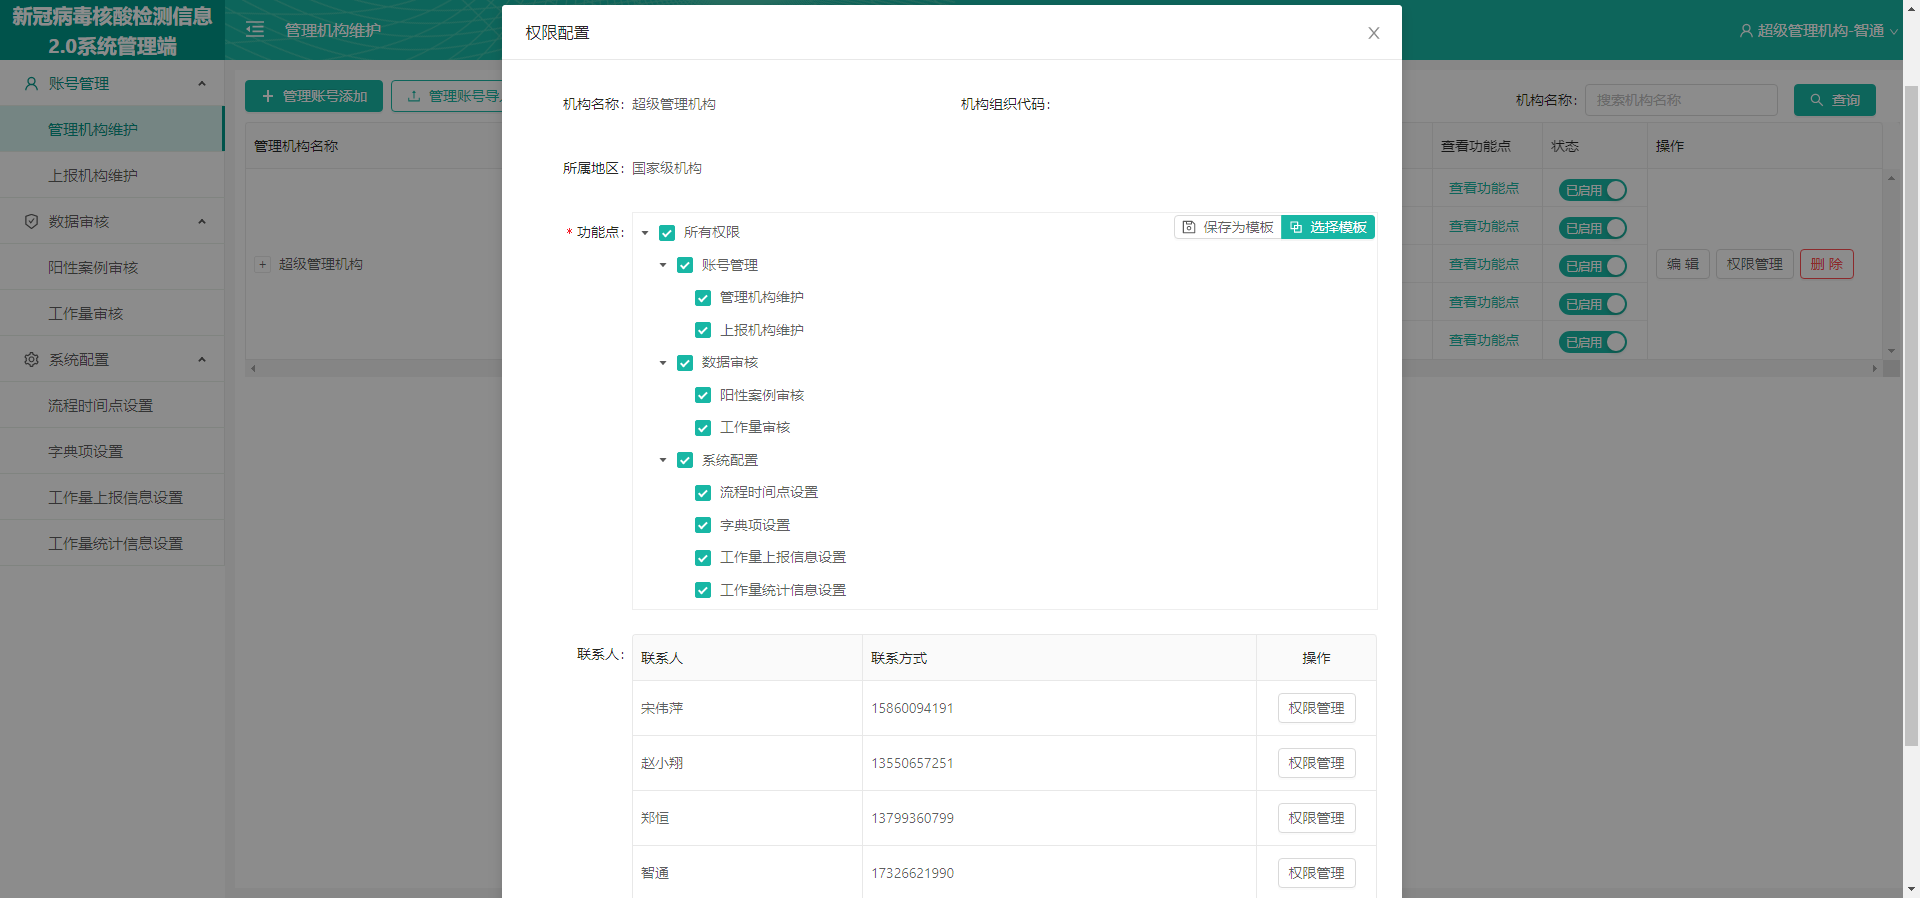 新冠病毒核酸检测信息
2.0系统管理端
管理机构维护
超级管理机构-智通
账号管理
管理机构维护
上报机构维护
数据审核
阳性案例审核
工作量审核
系统配置
流程时间点设置
字典项设置
工作量上报信息设置
工作量统计信息设置
管理账号添加
管理账号导
机构名称:
搜索机构名称
查询
管理机构名称
查看功能点
状态
操作
超级管理机构
查看功能点
已启用
查看功能点
已启用
查看功能点
已启用
编 辑
权限管理
删 除
查看功能点
已启用
查看功能点
已启用
权限配置
机构名称: 超级管理机构
机构组织代码:
所属地区: 国家级机构
* 功能点:
保存为模板
选择模板
所有权限
账号管理
管理机构维护
上报机构维护
数据审核
阳性案例审核
工作量审核
系统配置
流程时间点设置
字典项设置
工作量上报信息设置
工作量统计信息设置
联系人:
联系人 联系方式 操作
宋伟萍 15860094191 权限管理
赵小翔 13550657251 权限管理
郑恒 13799360799 权限管理
智通 17326621990 权限管理